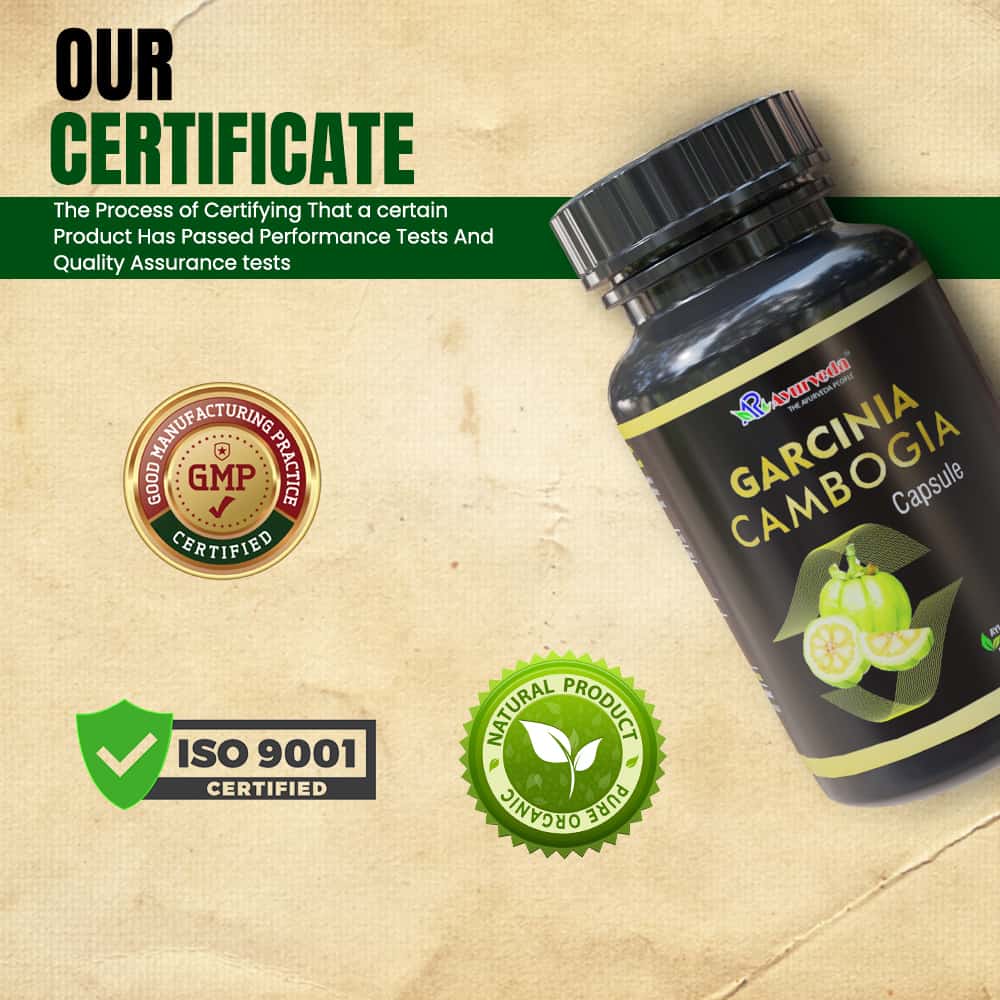 OUR
CERTIFICATE
The Process of Certifying That a certain
Product Has Passed Performance Tests And
Quality Assurance tests
GOOD MANUFACTURING PRACTICE
GMP
CERTIFIED
ISO 9001
CERTIFIED
NATURAL PRODUCT
PURE ORGANIC
Ayurveda
THE AYURVEDA PEOPLE
GARCINIA
CAMBOGIA
Capsule